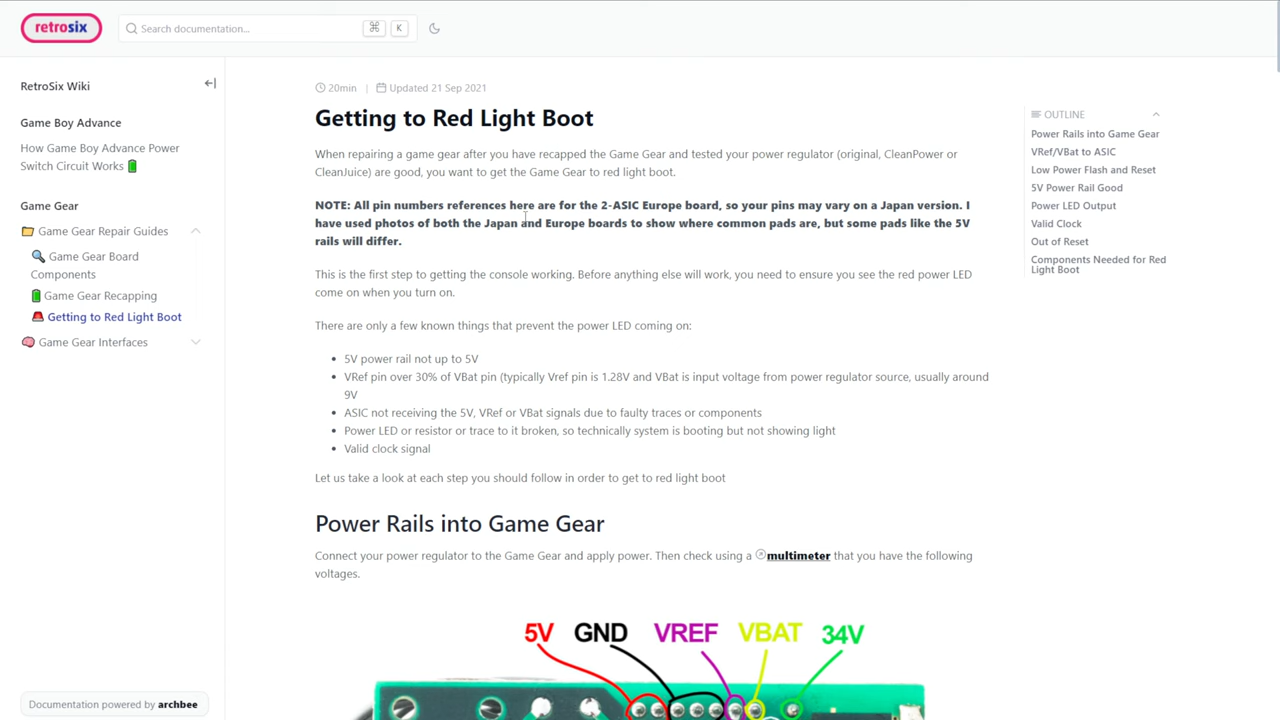 retrosix
Search documentation...
⌘
K
RetroSix Wiki
Game Boy Advance
How Game Boy Advance Power
Switch Circuit Works
Game Gear
Game Gear Repair Guides
Game Gear Board
Components
Game Gear Recapping
Getting to Red Light Boot
Game Gear Interfaces
Documentation powered by archbee
20min | Updated 21 Sep 2021
Getting to Red Light Boot
When repairing a game gear after you have recapped the Game Gear and tested your power regulator (original, CleanPower or
CleanJuice) are good, you want to get the Game Gear to red light boot.
NOTE: All pin numbers references here are for the 2-ASIC Europe board, so your pins may vary on a Japan version. I
have used photos of both the Japan and Europe boards to show where common pads are, but some pads like the 5V
rails will differ.
This is the first step to getting the console working. Before anything else will work, you need to ensure you see the red power LED
come on when you turn on.
There are only a few known things that prevent the power LED coming on:
• 5V power rail not up to 5V
• VRef pin over 30% of VBat pin (typically Vref pin is 1.28V and VBat is input voltage from power regulator source, usually around
9V
• ASIC not receiving the 5V, VRef or VBat signals due to faulty traces or components
• Power LED or resistor or trace to it broken, so technically system is booting but not showing light
• Valid clock signal
Let us take a look at each step you should follow in order to get to red light boot
Power Rails into Game Gear
Connect your power regulator to the Game Gear and apply power. Then check using a multimeter that you have the following
voltages.
5V GND VREF VBAT 34V
OUTLINE
Power Rails into Game Gear
VRef/VBat to ASIC
Low Power Flash and Reset
5V Power Rail Good
Power LED Output
Valid Clock
Out of Reset
Components Needed for Red
Light Boot